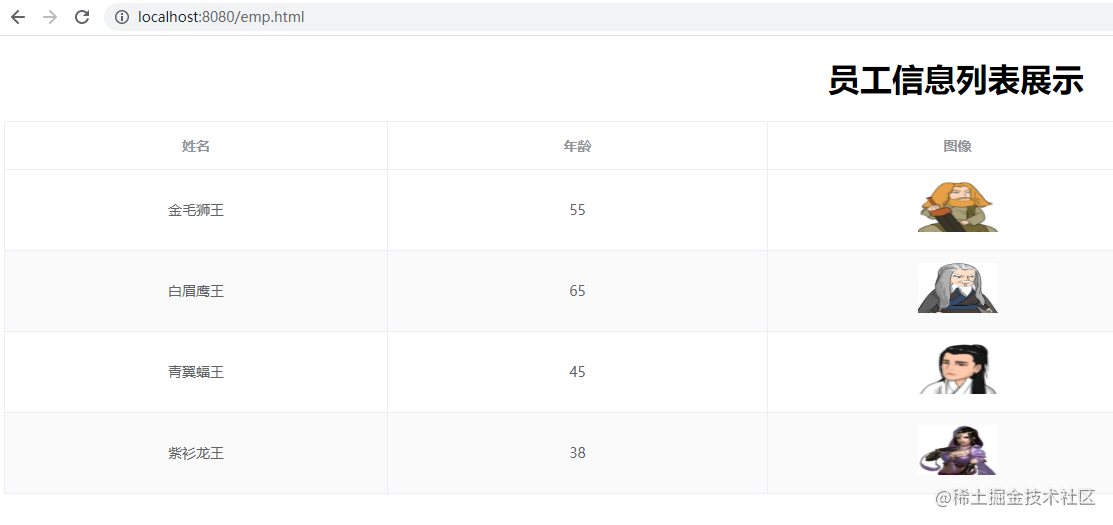 localhost:8080/emp.html
员工信息列表展示
姓名 年龄 图像
金毛狮王 55
白眉鹰王 65
青翼蝠王 45
紫衫龙王 38
@稀土掘金技术社区